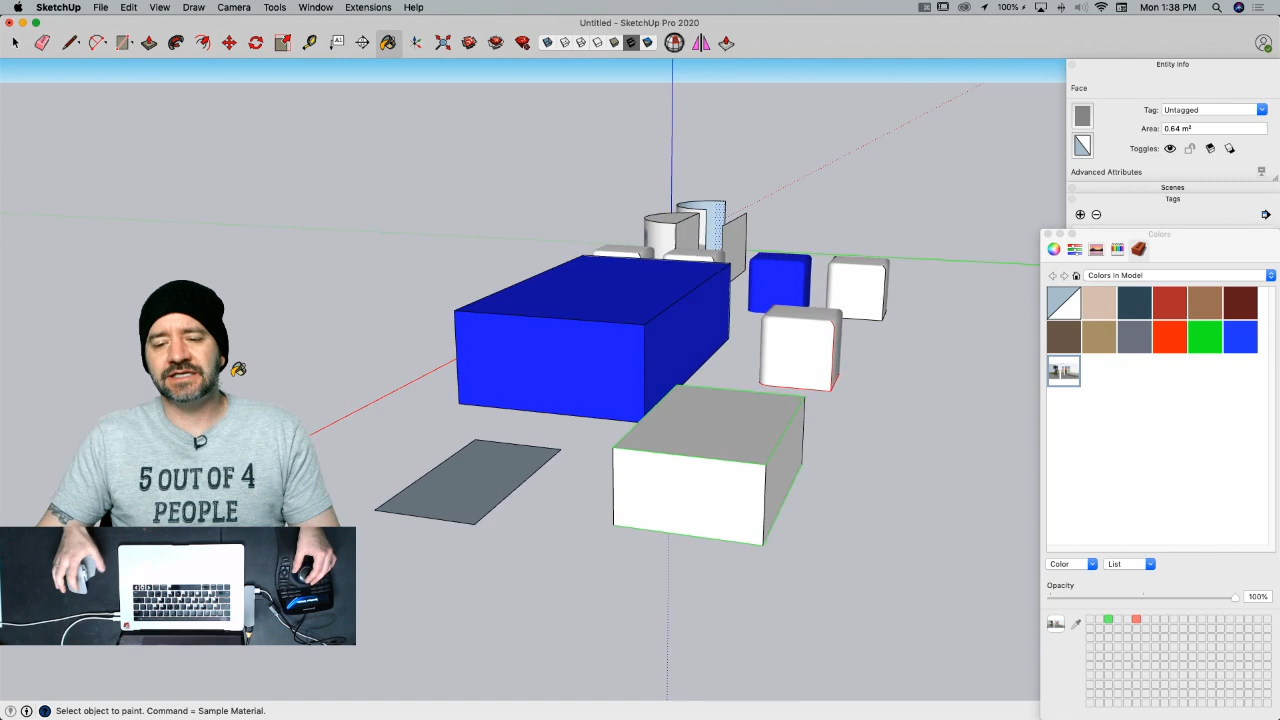 SketchUp File Edit View Draw Camera Tools Window Extensions Help
100% Mon 1:38 PM
Untitled - SketchUp Pro 2020
Entity Info
Face
Tag: Untagged
Area: 0.64 m²
Toggles:
Advanced Attributes
Scenes
Tags
Colors
Colors In Model
5 OUT OF 4
PEOPLE
Color List
Opacity
100%
Select object to paint. Command = Sample Material.